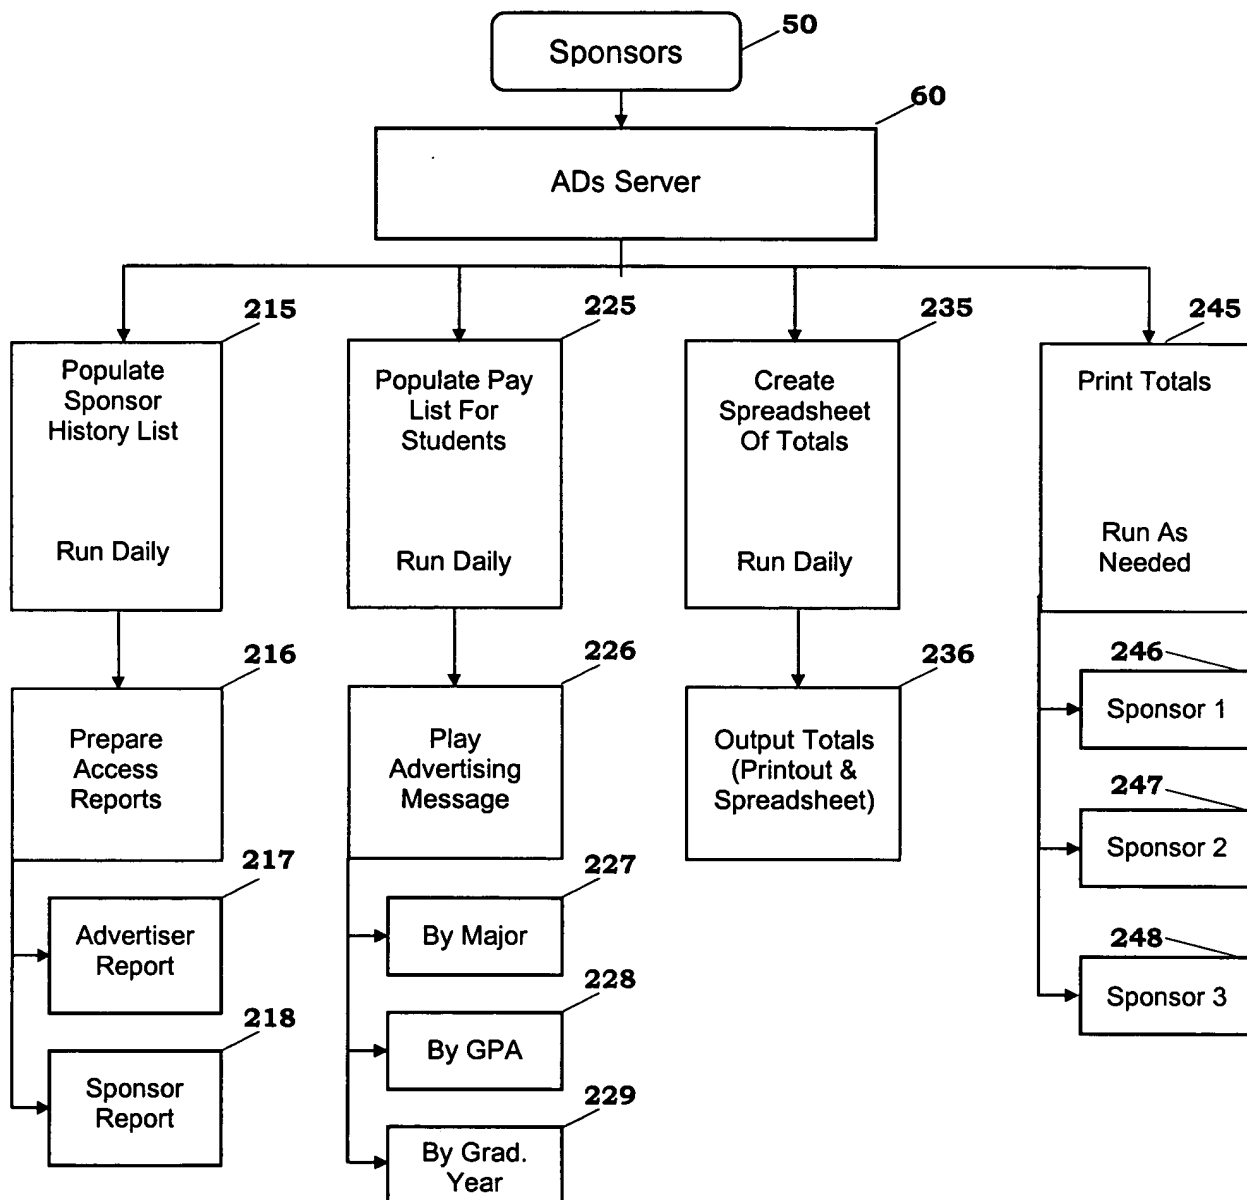 50
Sponsors
60
ADs Server
215
Populate
Sponsor
History List
Run Daily
225
Populate Pay
List For
Students
Run Daily
235
Create
Spreadsheet
Of Totals
Run Daily
245
Print Totals
Run As
Needed
216
Prepare
Access
Reports
217
Advertiser
Report
218
Sponsor
Report
226
Play
Advertising
Message
227
By Major
228
By GPA
229
By Grad.
Year
236
Output Totals
(Printout &
Spreadsheet)
246
Sponsor 1
247
Sponsor 2
248
Sponsor 3